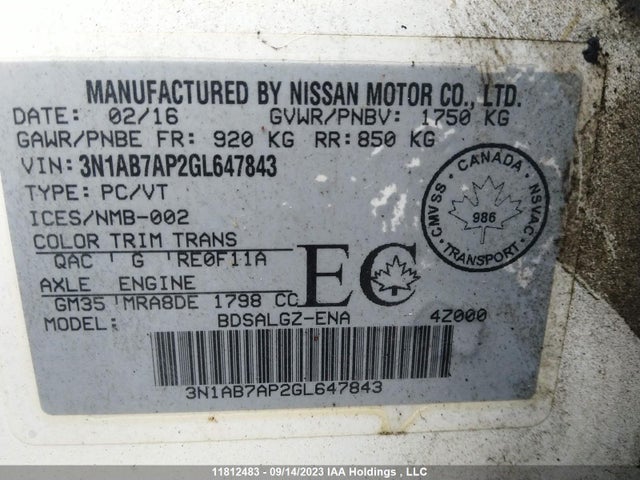 MANUFACTURED BY NISSAN MOTOR CO., LTD.
DATE: 02/16 GVWR/PNBV: 1750 KG
GAWR/PNBE FR: 920 KG RR: 850 KG
VIN: 3N1AB7AP2GL647843
TYPE: PC/VT
ICES/NMB-002
COLOR TRIM TRANS
QAC G RE0F11A
AXLE ENGINE
GM35 MRA8DE 1798 CC
MODEL: BDSALGZ-ENA 4Z000
EC
CANADA
CMVSS NSVAC
986
TRANSPORT
3N1AB7AP2GL647843
11812483 - 09/14/2023 IAA Holdings , LLC